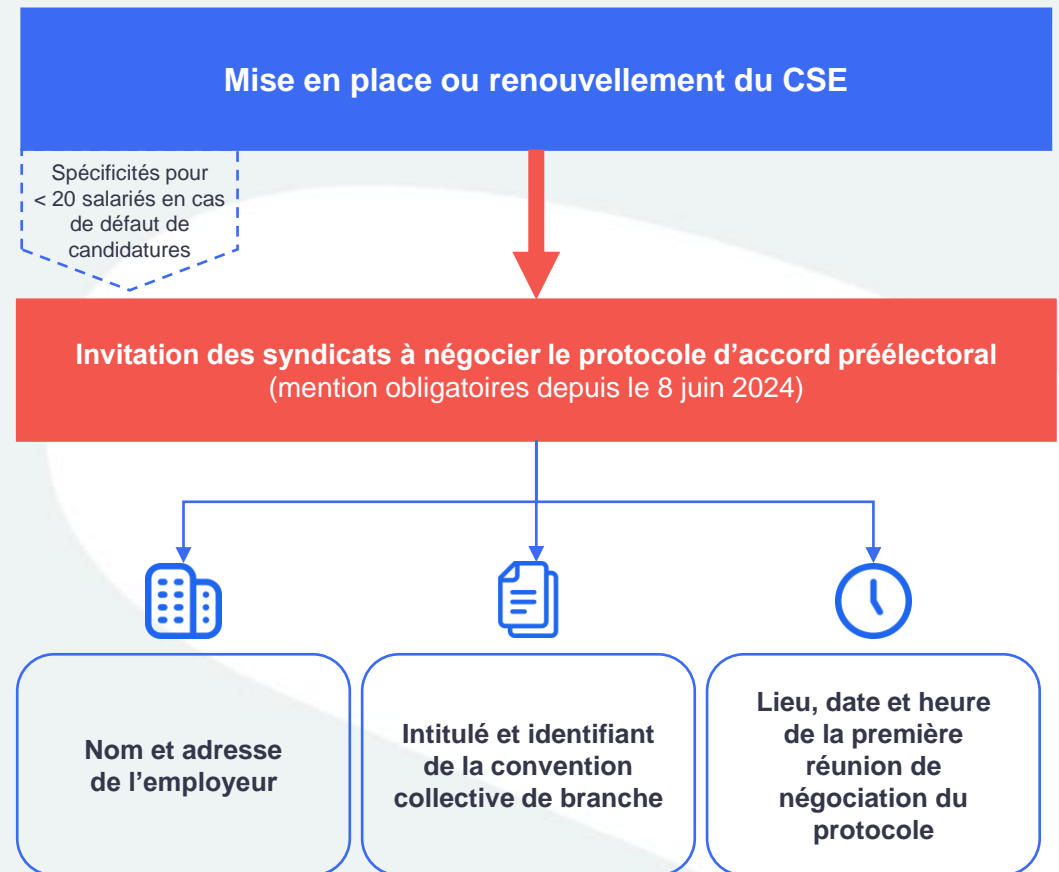 Mise en place ou renouvellement du CSE
Spécificités pour
< 20 salariés en cas
de défaut de
candidatures
Invitation des syndicats à négocier le protocole d’accord préélectoral
(mention obligatoires depuis le 8 juin 2024)
Nom et adresse
de l’employeur
Intitulé et identifiant
de la convention
collective de branche
Lieu, date et heure
de la première
réunion de
négociation du
protocole